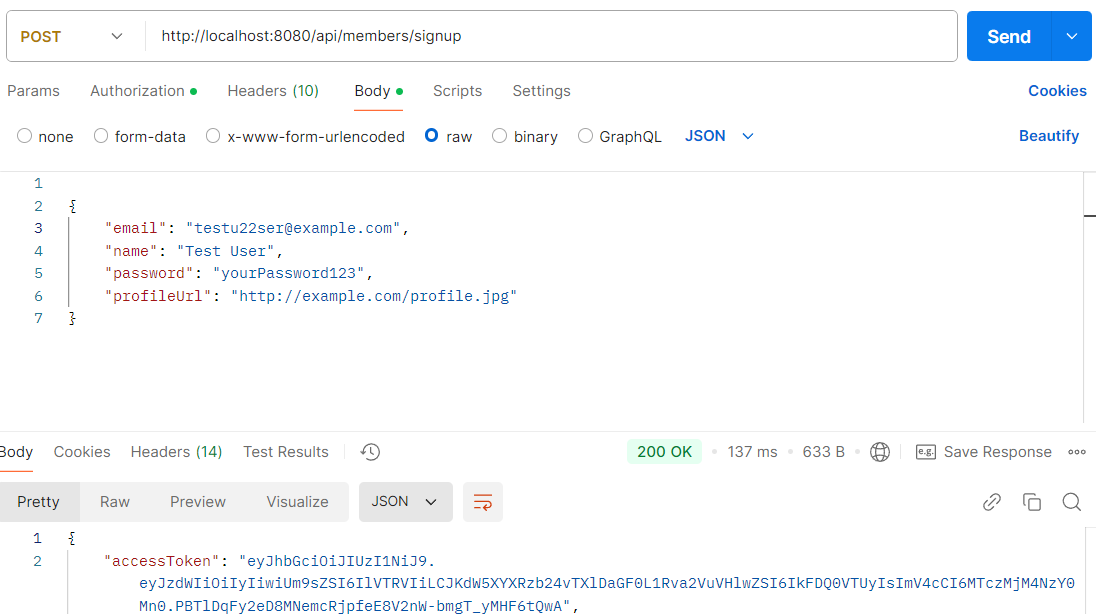 POST http://localhost:8080/api/members/signup Send
Params Authorization Headers (10) Body Scripts Settings Cookies
none form-data x-www-form-urlencoded raw binary GraphQL JSON Beautify
1
2 {
3 "email": "testu22ser@example.com",
4 "name": "Test User",
5 "password": "yourPassword123",
6 "profileUrl": "http://example.com/profile.jpg"
7 }
Body Cookies Headers (14) Test Results 200 OK 137 ms 633 B e.g. Save Response
Pretty Raw Preview Visualize JSON
1 {
2 "accessToken": "eyJhbGciOiJIUzI1NiJ9.
eyJzdWIiOiIyIiwiUm9sZSI6IlVTRVIiLCJKdW5XYXRzb24vTXlDaGF0L1Rva2VuVHlwZSI6IkFDQ0VTUyIsImV4cCI6MTczMjM4NzY0
Mn0.PBTlDqFy2eD8MNemcRjpfeE8V2nW-bmgT_yMHF6tQwA",